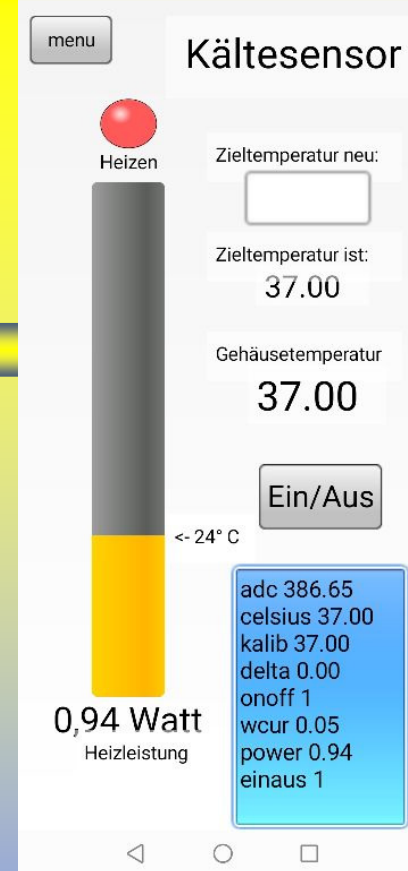 menu
Kältesensor
Heizen
Zieltemperatur neu:
Zieltemperatur ist:
37.00
Gehäusetemperatur
37.00
Ein/Aus
<- 24° C
adc 386.65
celsius 37.00
kalib 37.00
delta 0.00
onoff 1
wcur 0.05
power 0.94
einaus 1
0,94 Watt
Heizleistung